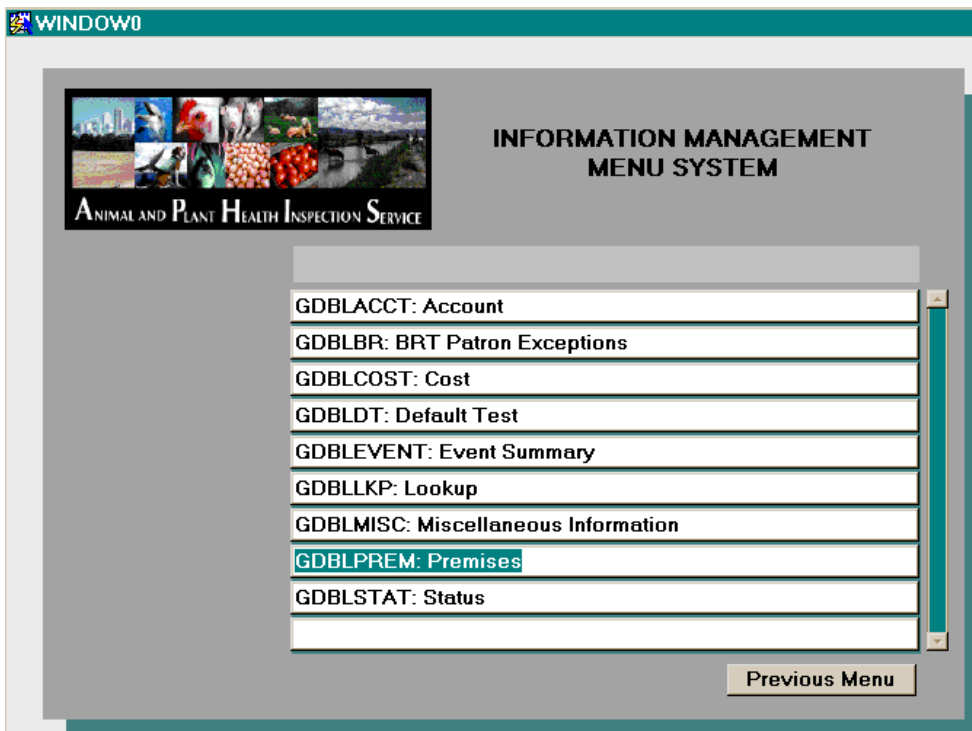 WINDOW0
INFORMATION MANAGEMENT
MENU SYSTEM
ANIMAL AND PLANT HEALTH INSPECTION SERVICE
GDBLACCT: Account
GDBLBR: BRT Patron Exceptions
GDBLCOST: Cost
GDBLDT: Default Test
GDBLEVENT: Event Summary
GDBLLKP: Lookup
GDBLMISC: Miscellaneous Information
GDBLPREM: Premises
GDBLSTAT: Status
Previous Menu